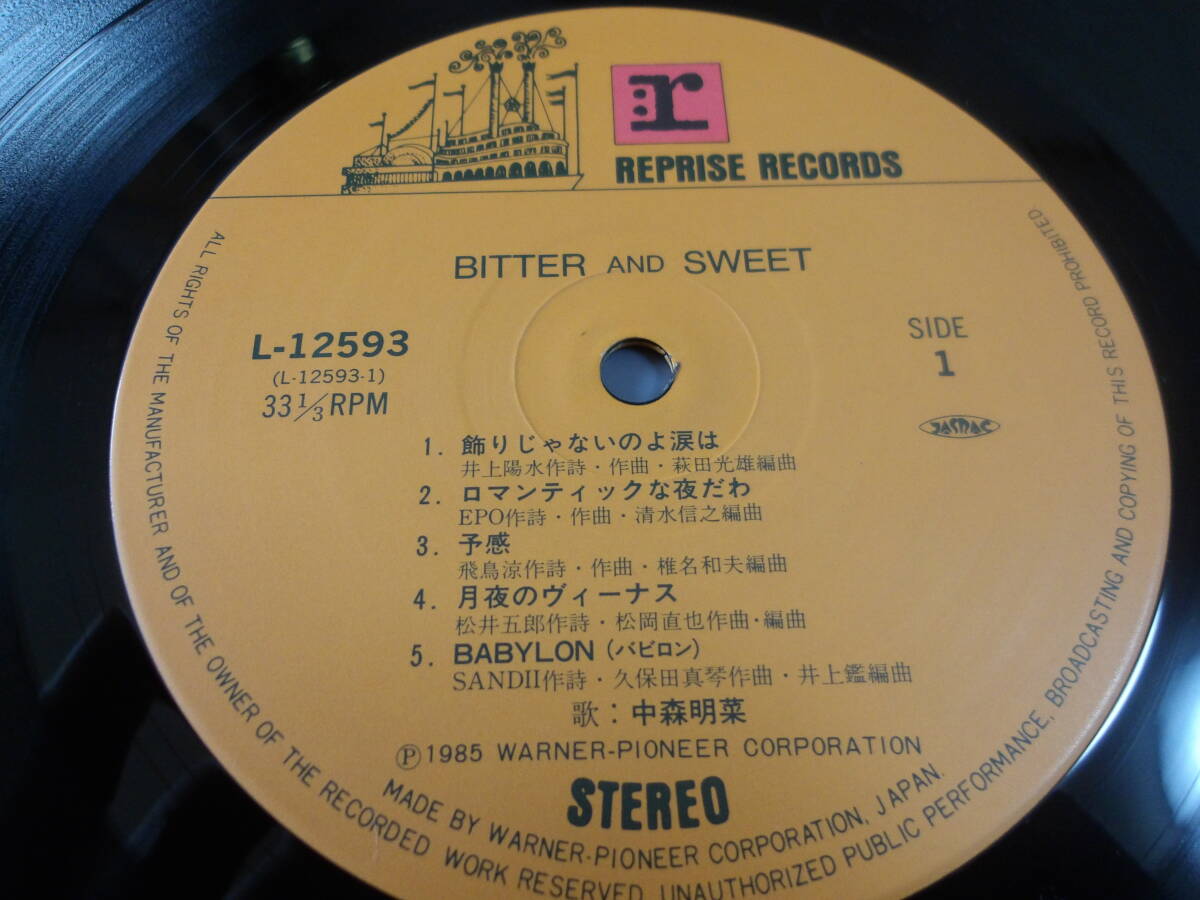 r
REPRISE RECORDS
BITTER AND SWEET
L-12593
(L-12593-1)
33 1/3 RPM
SIDE
1
JASRAC
1. 飾りじゃないのよ涙は
井上陽水作詩・作曲・萩田光雄編曲
2. ロマンティックな夜だわ
EPO作詩・作曲・清水信之編曲
3. 予感
飛鳥涼作詩・作曲・椎名和夫編曲
4. 月夜のヴィーナス
松井五郎作詩・松岡直也作曲・編曲
5. BABYLON (バビロン)
SANDII作詩・久保田真琴作曲・井上鑑編曲
歌：中森明菜
Ⓟ1985 WARNER-PIONEER CORPORATION
STEREO
MADE BY WARNER-PIONEER CORPORATION, JAPAN.
ALL RIGHTS OF THE MANUFACTURER AND OF THE OWNER OF THE RECORDED WORK RESERVED. UNAUTHORIZED PUBLIC PERFORMANCE, BROADCASTING AND COPYING OF THIS RECORD PROHIBITED.